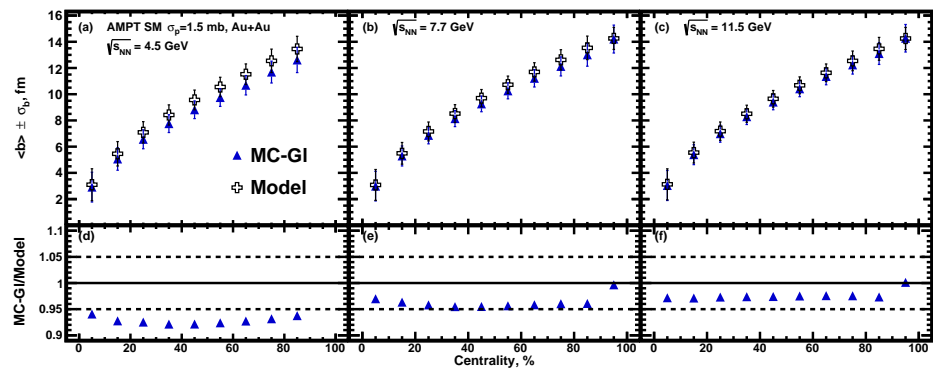 (a) AMPT SM σp=1.5 mb, Au+Au
√sNN = 4.5 GeV
(b) √sNN = 7.7 GeV
(c) √sNN = 11.5 GeV
<b> ± σb, fm
16
14
12
10
8
6
4
2
MC-Gl
Model
MC-Gl/Model
1.1
1.05
1
0.95
0.9
(d)
(e)
(f)
0 20 40 60 80 100
0 20 40 60 80 100
0 20 40 60 80 100
Centrality, %